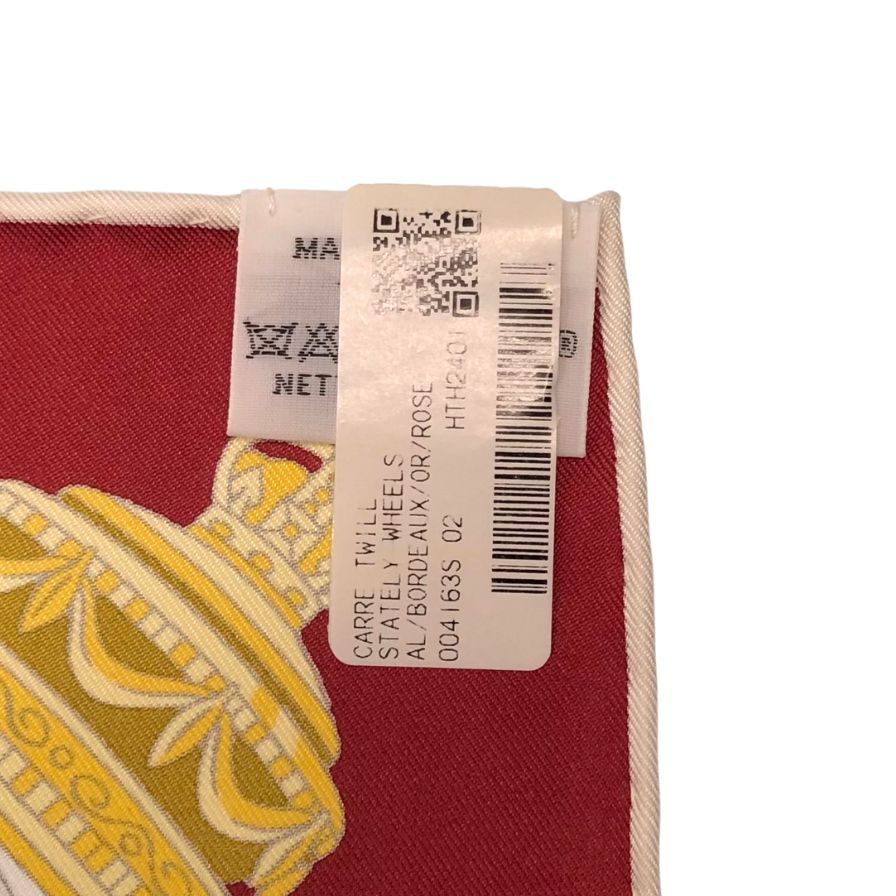 MA
NET
®
CARRE TWILL
STATELY WHEELS
AL/BORDEAUX/OR/ROSE
004163S 02 HTH2401